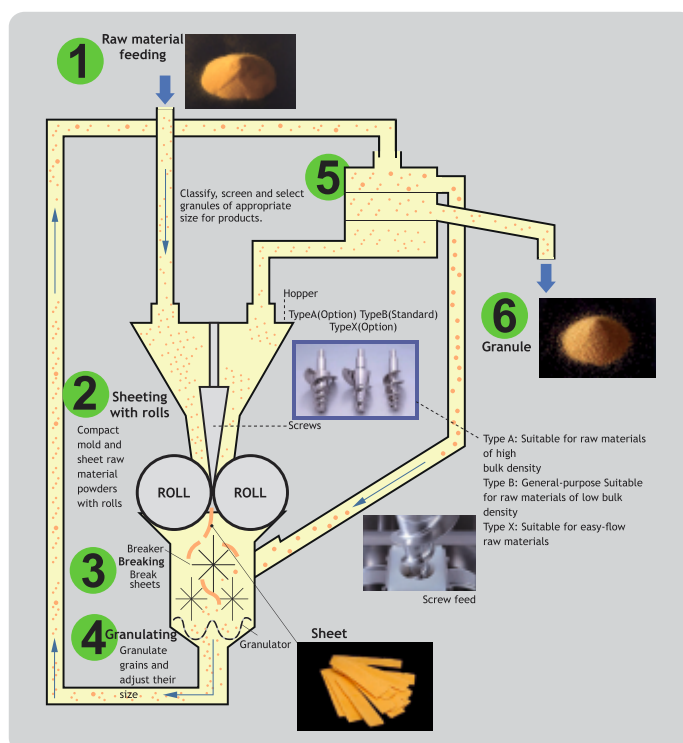 1
Raw material
feeding
5
Classify, screen and select
granules of appropriate
size for products.
Hopper
TypeA(Option) TypeB(Standard)
TypeX(Option)
6
Granule
2
Sheeting
with rolls
Compact
mold and
sheet raw
material
powders
with rolls
Screws
Type A: Suitable for raw materials
of high
bulk density
Type B: General-purpose Suitable
for raw materials of low bulk
density
Type X: Suitable for easy-flow
raw materials
ROLL
ROLL
3
Breaker
Breaking
Break
sheets
Screw feed
4
Granulating
Granulate
grains and
adjust their
size
Granulator
Sheet